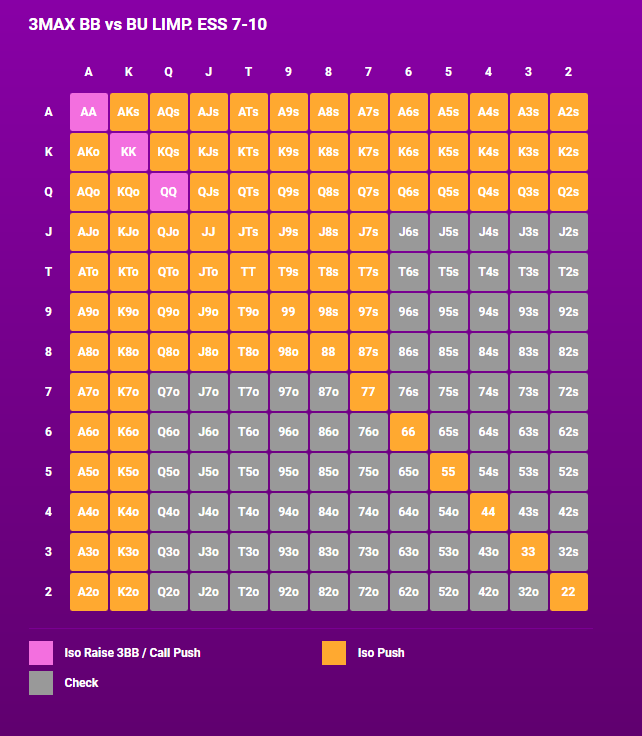 3MAX BB vs BU LIMP. ESS 7-10
A K Q J T 9 8 7 6 5 4 3 2
A AA AKs AQs AJs ATs A9s A8s A7s A6s A5s A4s A3s A2s
K AKo KK KQs KJs KTs K9s K8s K7s K6s K5s K4s K3s K2s
Q AQo KQo QQ QJs QTs Q9s Q8s Q7s Q6s Q5s Q4s Q3s Q2s
J AJo KJo QJo JJ JTs J9s J8s J7s J6s J5s J4s J3s J2s
T ATo KTo QTo JTo TT T9s T8s T7s T6s T5s T4s T3s T2s
9 A9o K9o Q9o J9o T9o 99 98s 97s 96s 95s 94s 93s 92s
8 A8o K8o Q8o J8o T8o 98o 88 87s 86s 85s 84s 83s 82s
7 A7o K7o Q7o J7o T7o 97o 87o 77 76s 75s 74s 73s 72s
6 A6o K6o Q6o J6o T6o 96o 86o 76o 66 65s 64s 63s 62s
5 A5o K5o Q5o J5o T5o 95o 85o 75o 65o 55 54s 53s 52s
4 A4o K4o Q4o J4o T4o 94o 84o 74o 64o 54o 44 43s 42s
3 A3o K3o Q3o J3o T3o 93o 83o 73o 63o 53o 43o 33 32s
2 A2o K2o Q2o J2o T2o 92o 82o 72o 62o 52o 42o 32o 22
Iso Raise 3BB / Call Push Iso Push
Check